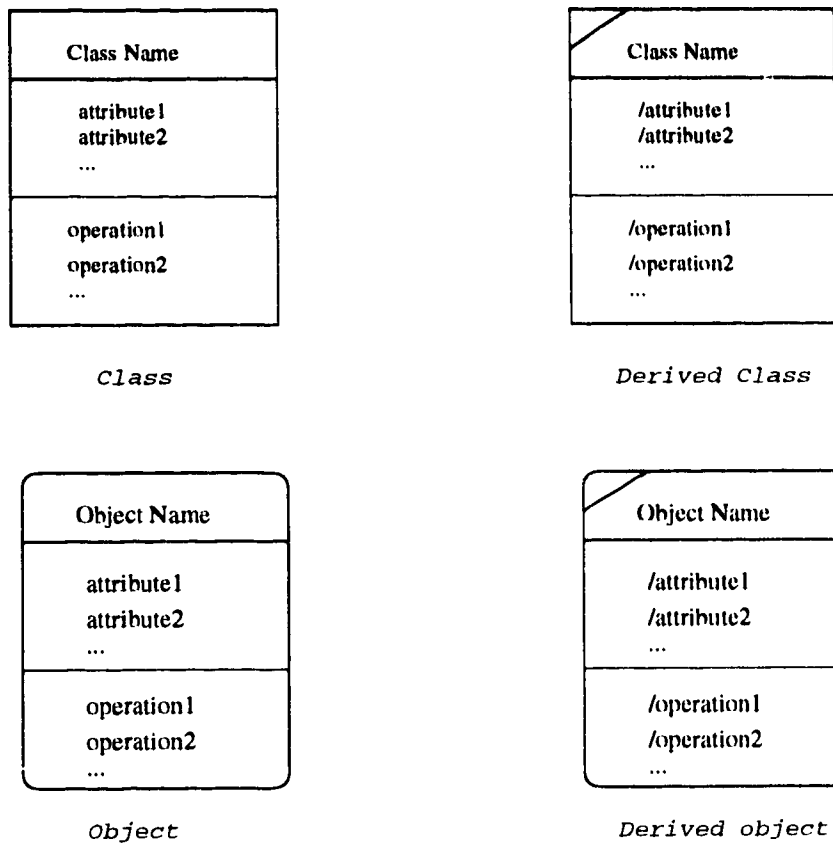 Class Name
attribute1
attribute2
...
operation1
operation2
...
Class
Class Name
/attribute1
/attribute2
...
/operation1
/operation2
...
Derived Class
Object Name
attribute1
attribute2
...
operation1
operation2
...
Object
Object Name
/attribute1
/attribute2
...
/operation1
/operation2
...
Derived object